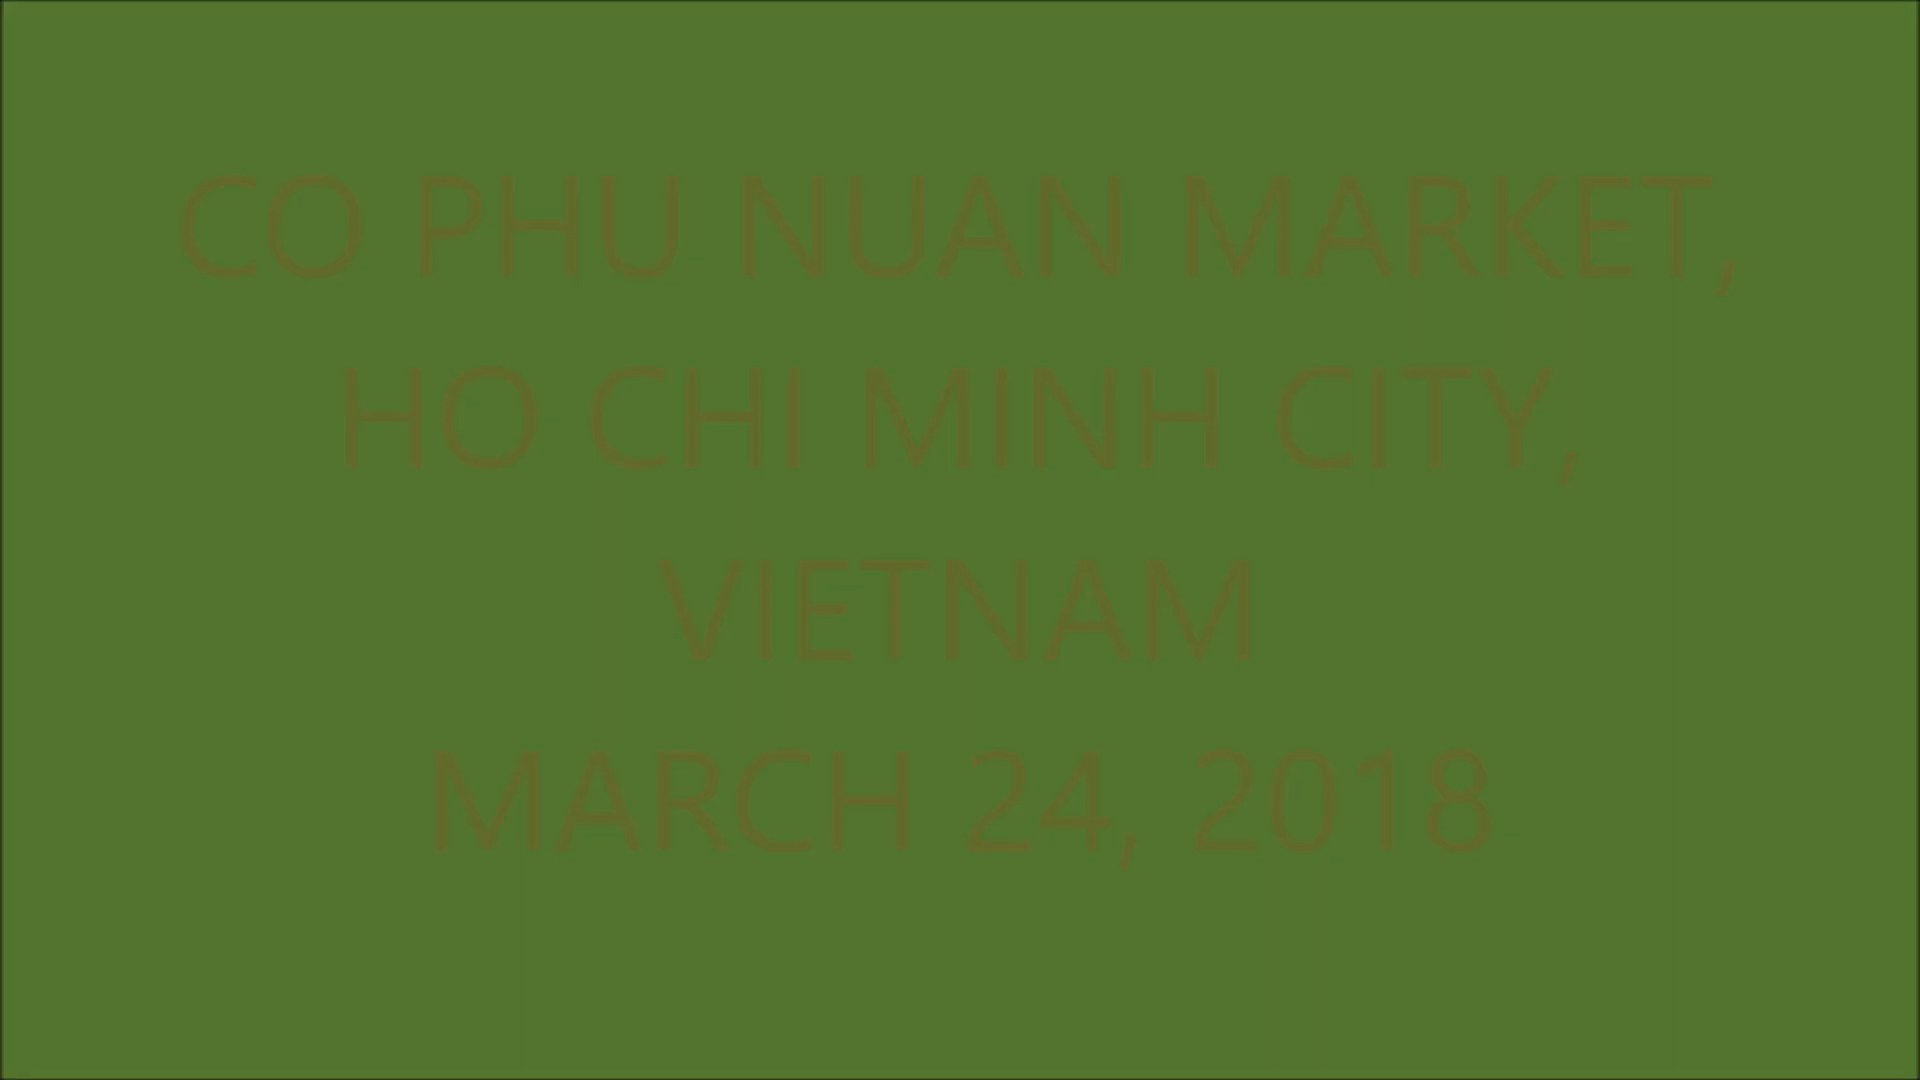 CO PHU NUAN MARKET,
HO CHI MINH CITY,
VIETNAM
MARCH 24, 2018